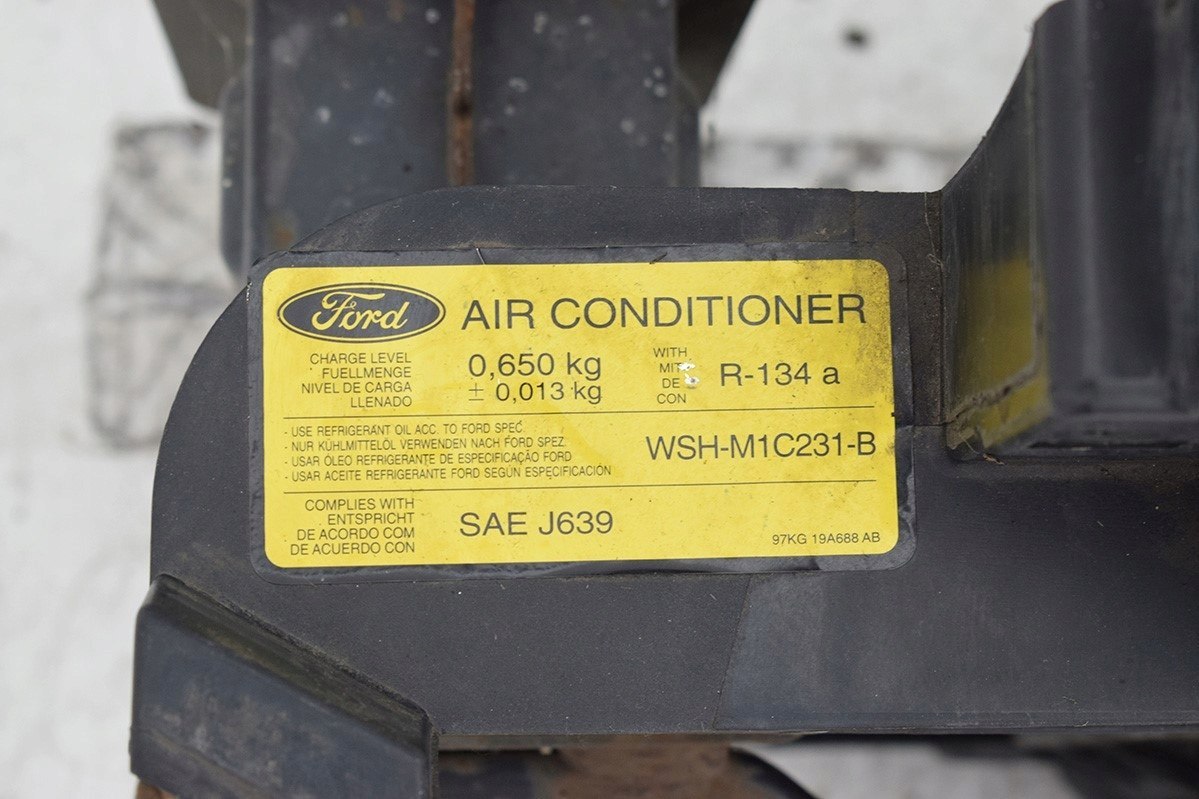 Ford AIR CONDITIONER
CHARGE LEVEL
FUELLMENGE
NIVEL DE CARGA
LLENADO
0,650 kg
± 0,013 kg
WITH
MIT
DE
CON
R-134 a
- USE REFRIGERANT OIL ACC. TO FORD SPEC.
- NUR KÜHLMITTELÖL VERWENDEN NACH FORD SPEZ.
- USAR ÓLEO REFRIGERANTE DE ESPECIFICAÇÃO FORD
- USAR ACEITE REFRIGERANTE FORD SEGÚN ESPECIFICACIÓN
WSH-M1C231-B
COMPLIES WITH
ENTSPRICHT
DE ACORDO COM
DE ACUERDO CON
SAE J639
97KG 19A688 AB